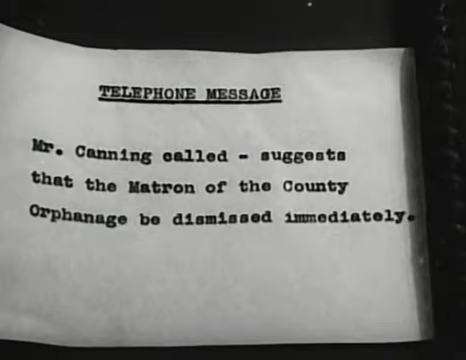 TELEPHONE MESSAGE
Mr. Canning called - suggests
that the Matron of the County
Orphanage be dismissed immediately.